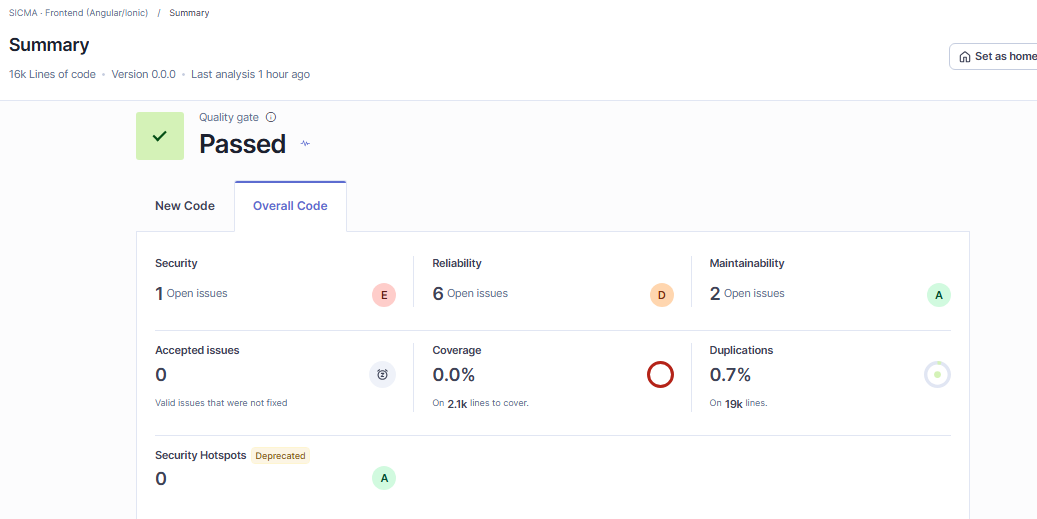 SICMA - Frontend (Angular/Ionic) / Summary
Summary
16k Lines of code • Version 0.0.0 • Last analysis 1 hour ago
Set as home
Quality gate
Passed
New Code
Overall Code
Security
1 Open issues
E
Reliability
6 Open issues
D
Maintainability
2 Open issues
A
Accepted issues
0
Valid issues that were not fixed
Coverage
0.0%
On 2.1k lines to cover.
Duplications
0.7%
On 19k lines.
Security Hotspots Deprecated
0
A